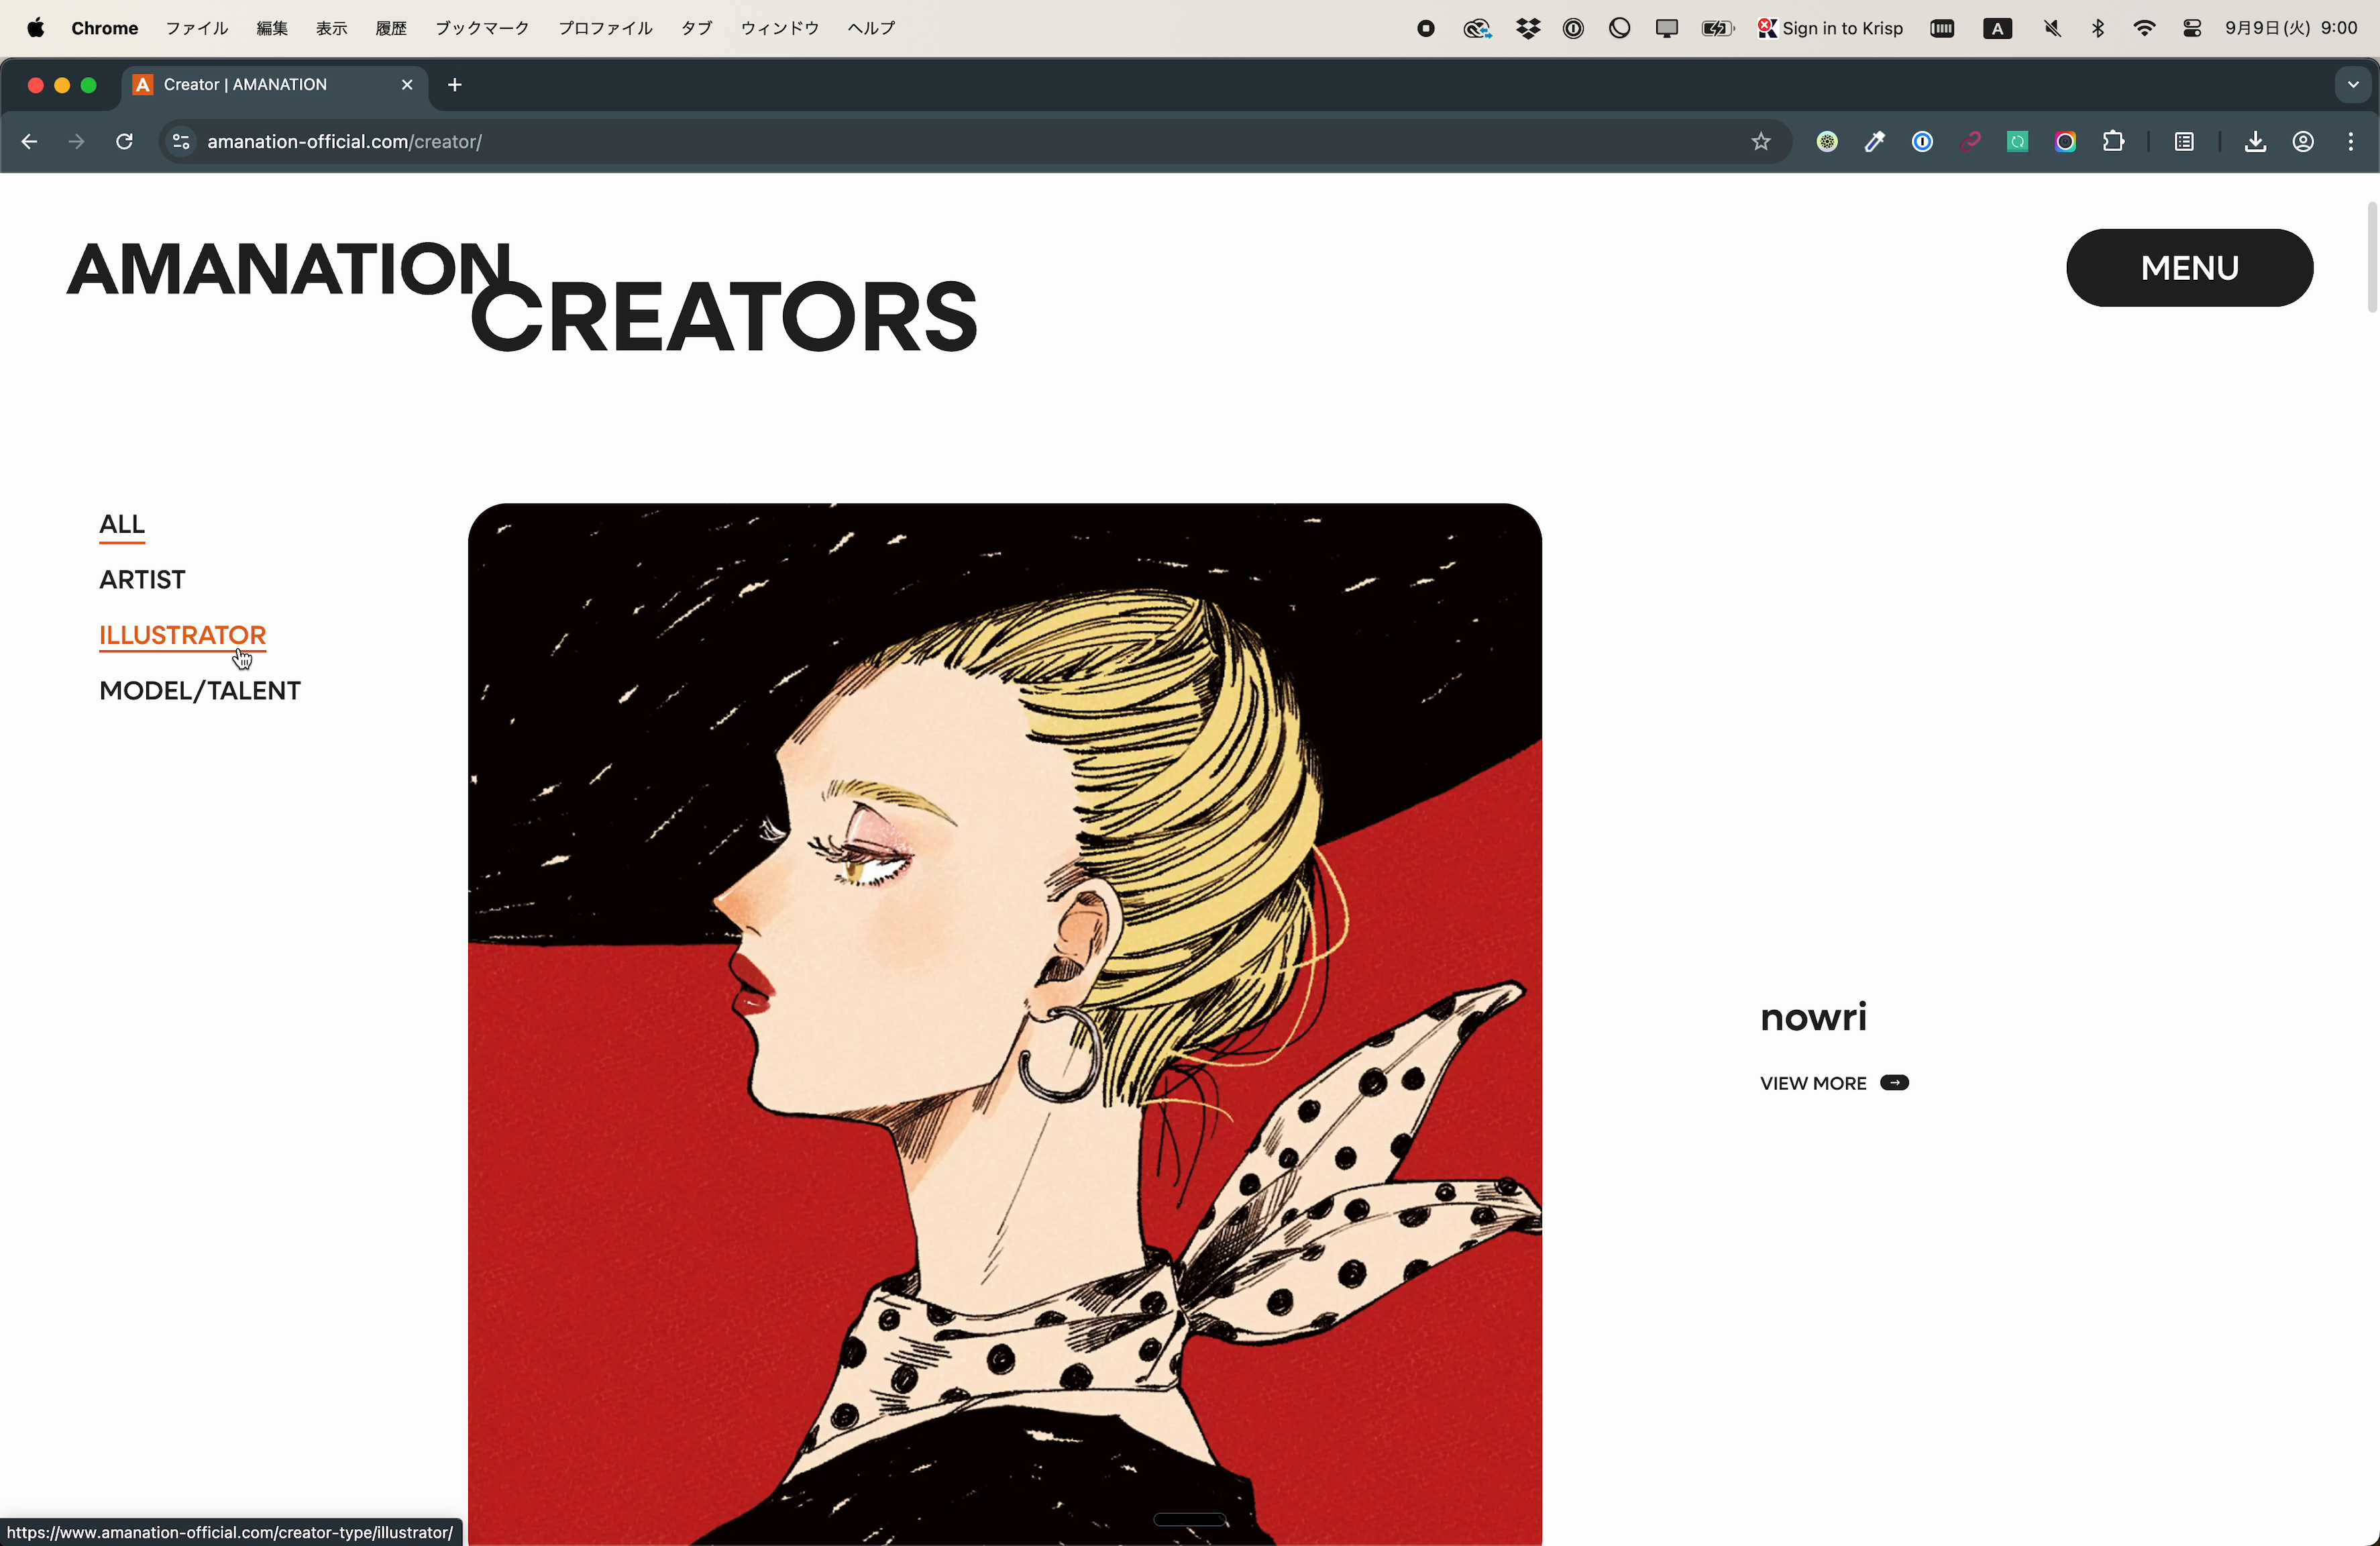 Chrome ファイル 編集 表示 履歴 ブックマーク プロファイル タブ ウィンドウ ヘルプ Sign in to Krisp A 9月9日(火) 9:00
A Creator | AMANATION
amanation-official.com/creator/
AMANATION
CREATORS
MENU
ALL
ARTIST
ILLUSTRATOR
MODEL/TALENT
nowri
VIEW MORE
https://www.amanation-official.com/creator-type/illustrator/